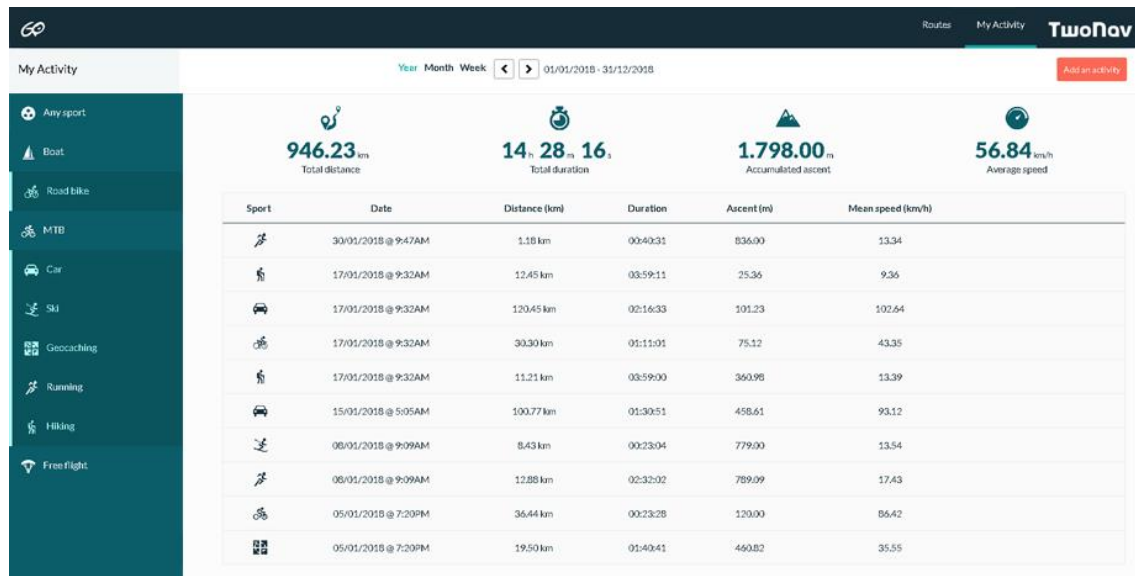 GO
Routes My Activity TwoNav
My Activity Year Month Week 01/01/2018 - 31/12/2018 Add an activity
Any sport
Boat
Road bike
MTB
Car
Ski
Geocaching
Running
Hiking
Free flight
946.23 km 14 h 28 m 16 s 1.798.00 m 56.84 km/h
Total distance Total duration Accumulated ascent Average speed
Sport Date Distance (km) Duration Ascent (m) Mean speed (km/h)
30/01/2018 @ 9:47AM 1.18 km 00:40:31 836.00 13.34
17/01/2018 @ 9:32AM 12.45 km 03:59:11 25.36 9.36
17/01/2018 @ 9:32AM 120.45 km 02:16:33 101.23 102.64
17/01/2018 @ 9:32AM 30.30 km 01:11:01 75.12 43.35
17/01/2018 @ 9:32AM 11.21 km 03:59:00 360.98 13.39
15/01/2018 @ 5:05AM 100.77 km 01:30:51 458.61 93.12
08/01/2018 @ 9:09AM 8.43 km 00:23:04 779.00 13.54
08/01/2018 @ 9:09AM 12.88 km 02:32:02 789.09 17.43
05/01/2018 @ 7:20PM 36.44 km 00:23:28 120.00 86.42
05/01/2018 @ 7:20PM 19.50 km 01:40:41 460.82 35.55